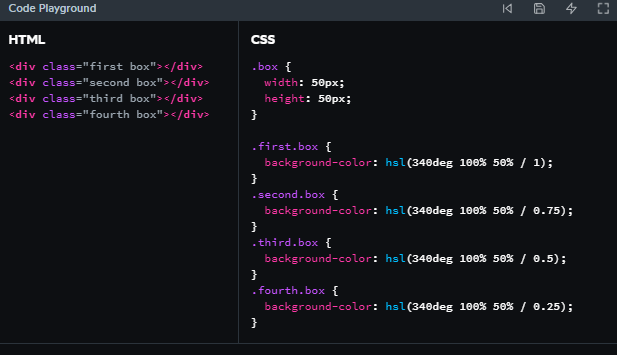 Code Playground
HTML
<div class="first box"></div>
<div class="second box"></div>
<div class="third box"></div>
<div class="fourth box"></div>
CSS
.box {
  width: 50px;
  height: 50px;
}

.first.box {
  background-color: hsl(340deg 100% 50% / 1);
}
.second.box {
  background-color: hsl(340deg 100% 50% / 0.75);
}
.third.box {
  background-color: hsl(340deg 100% 50% / 0.5);
}
.fourth.box {
  background-color: hsl(340deg 100% 50% / 0.25);
}